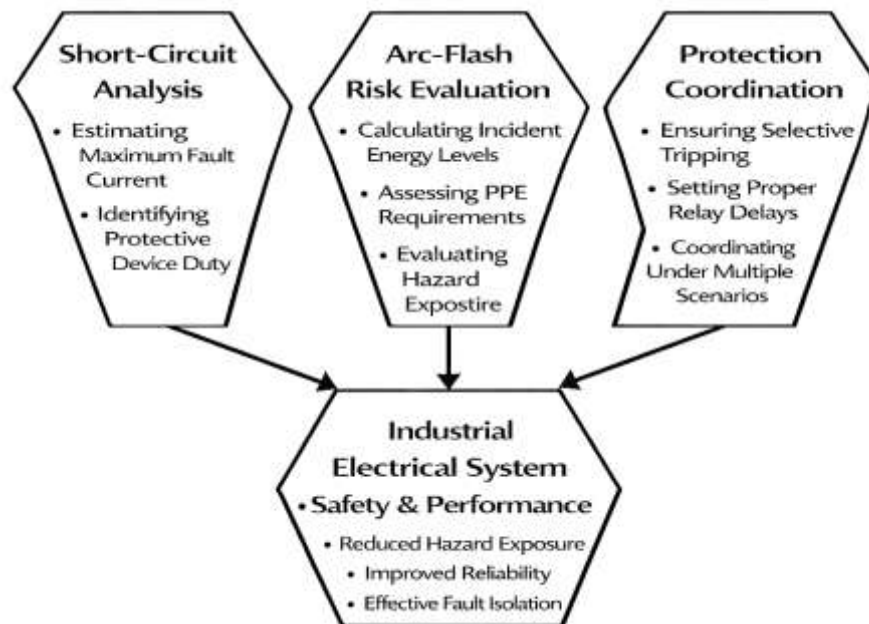 Short-Circuit
Analysis
• Estimating
Maximum Fault
Current
• Identifying
Protective
Device Duty
Arc-Flash
Risk Evaluation
• Calculating Incident
Energy Levels
• Assessing PPE
Requirements
• Evaluating
Hazard
Expostire
Protection
Coordination
• Ensuring Selective
Tripping
• Setting Proper
Relay Delays
• Coordinating
Under Multiple
Scenarios
Industrial
Electrical System
• Safety & Performance
• Reduced Hazard Exposure
• Improved Reliability
• Effective Fault Isolation